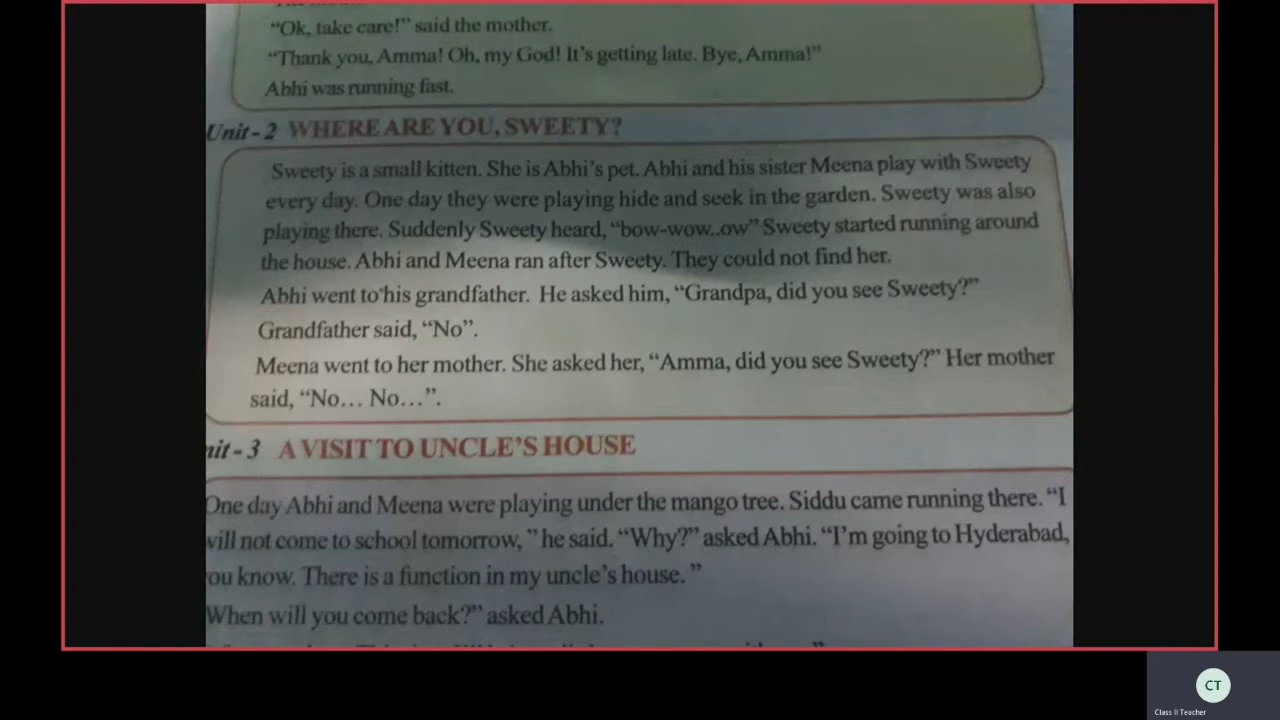 "Ok, take care!" said the mother.
"Thank you, Amma! Oh, my God! It's getting late. Bye, Amma!"
Abhi was running fast.
Unit - 2 WHERE ARE YOU, SWEETY?
Sweety is a small kitten. She is Abhi's pet. Abhi and his sister Meena play with Sweety
every day. One day they were playing hide and seek in the garden. Sweety was also
playing there. Suddenly Sweety heard, "bow-wow..ow" Sweety started running around
the house. Abhi and Meena ran after Sweety. They could not find her.
Abhi went to his grandfather. He asked him, "Grandpa, did you see Sweety?"
Grandfather said, "No".
Meena went to her mother. She asked her, "Amma, did you see Sweety?" Her mother
said, "No... No...".
nit - 3 A VISIT TO UNCLE'S HOUSE
One day Abhi and Meena were playing under the mango tree. Siddu came running there. "I
will not come to school tomorrow, " he said. "Why?" asked Abhi. "I'm going to Hyderabad,
ou know. There is a function in my uncle's house. "
When will you come back?" asked Abhi.
CT
Class II Teacher